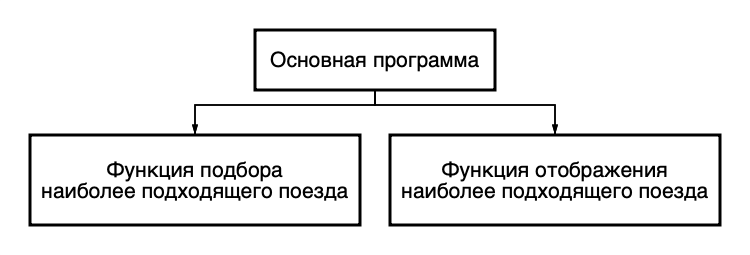 Основная программа
Функция подбора
наиболее подходящего поезда
Функция отображения
наиболее подходящего поезда